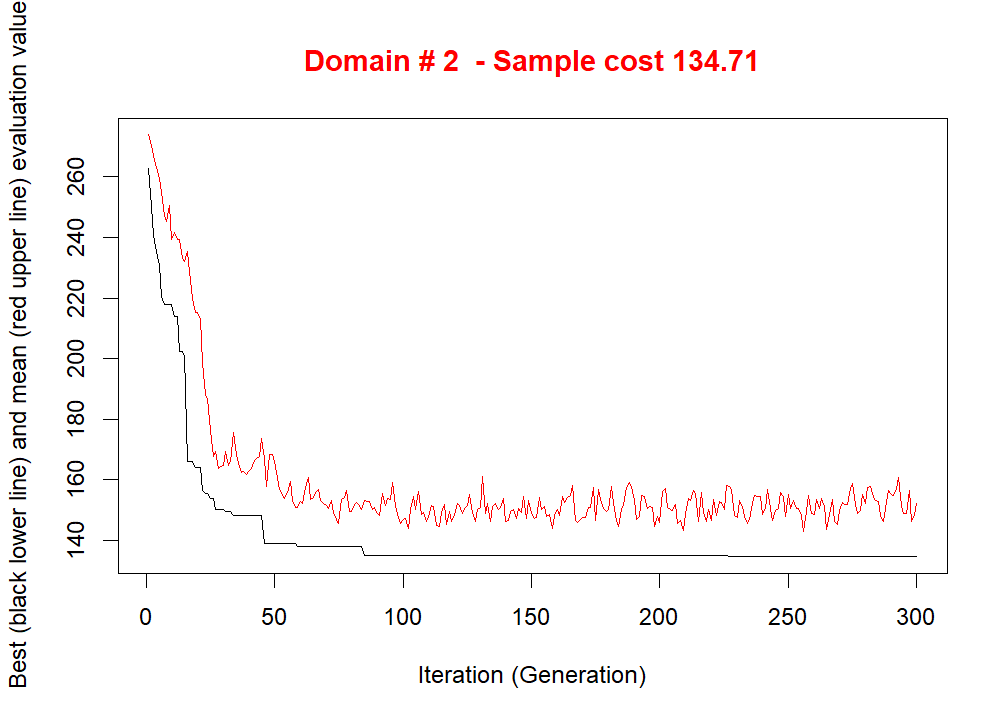 Domain # 2  - Sample cost 134.71
Best (black lower line) and mean (red upper line) evaluation value
260
240
220
200
180
160
140
0 50 100 150 200 250 300
Iteration (Generation)